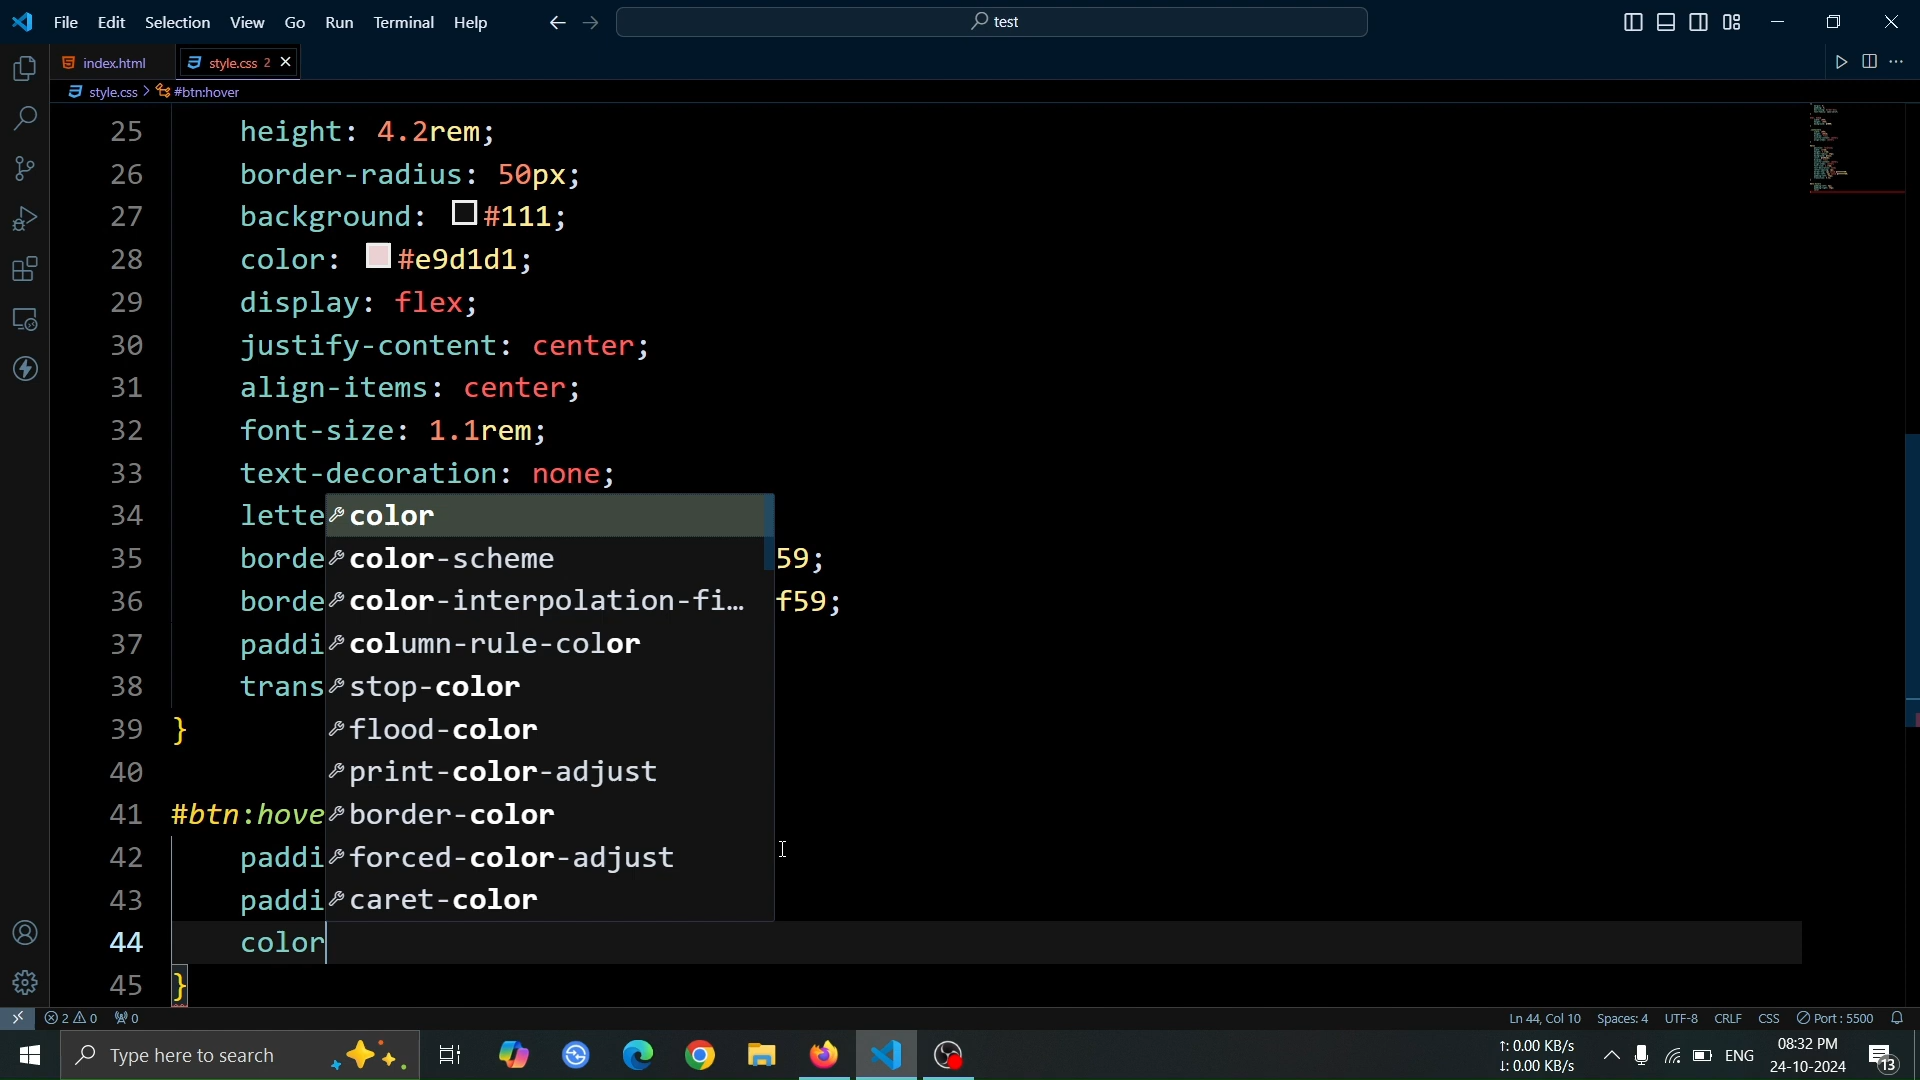 File Edit Selection View Go Run Terminal Help test
index.html style.css 2
style.css > #btn:hover
25 height: 4.2rem;
26 border-radius: 50px;
27 background: #111;
28 color: #e9d1d1;
29 display: flex;
30 justify-content: center;
31 align-items: center;
32 font-size: 1.1rem;
33 text-decoration: none;
34 lette color
35 borde color-scheme 59;
36 borde color-interpolation-fi... f59;
37 paddi column-rule-color
38 trans stop-color
39 } flood-color
40 print-color-adjust
41 #btn:hove border-color
42 paddi forced-color-adjust
43 paddi caret-color
44 color
45 }
2 0 0 Ln 44, Col 10 Spaces: 4 UTF-8 CRLF CSS Port : 5500
Type here to search ↑: 0.00 KB/s ↓: 0.00 KB/s ENG 08:32 PM 24-10-2024 13